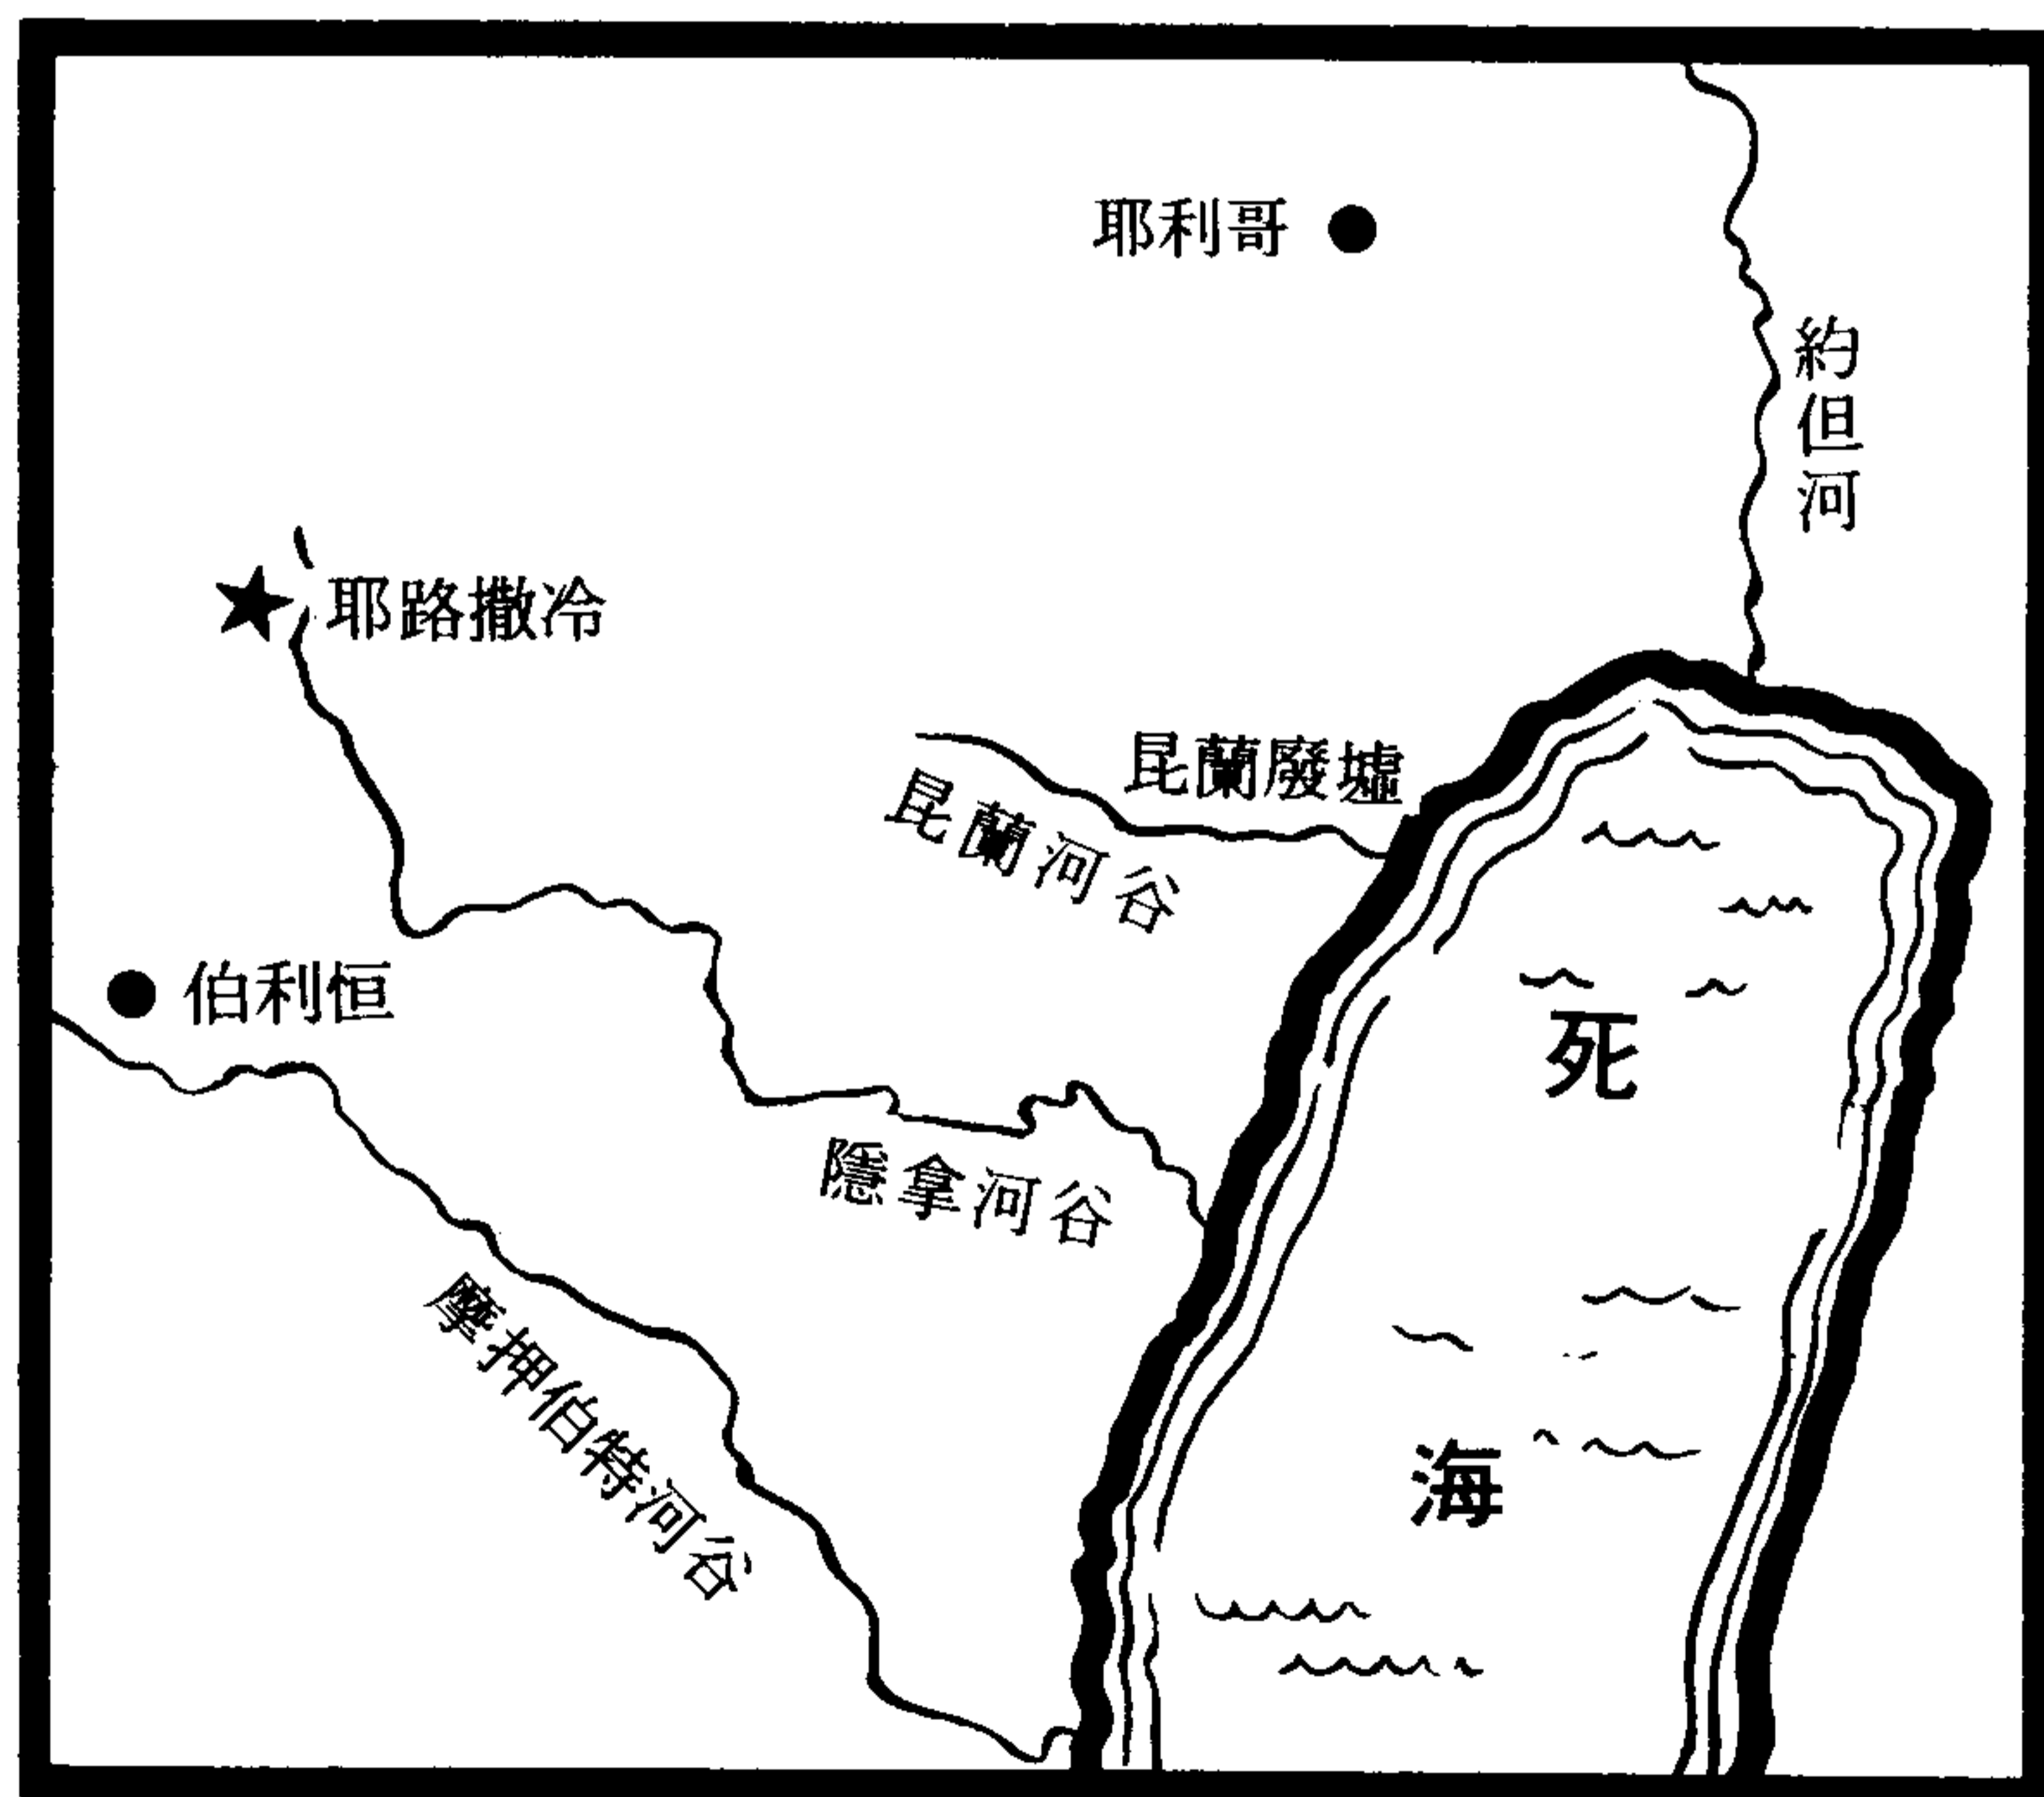 耶利哥
約但河
耶路撒冷
昆蘭廢墟
昆蘭河谷
伯利恒
死海
隱拿河谷
摩押伯特河谷